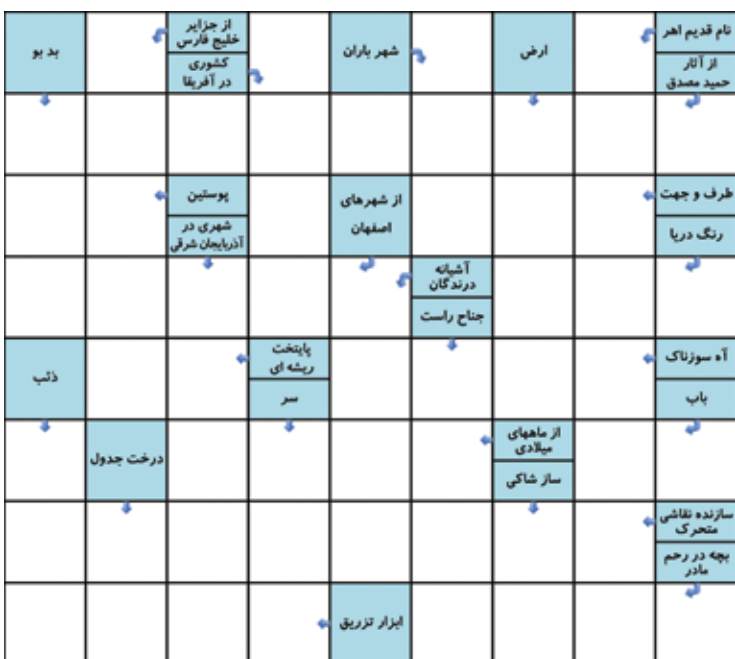 نام قدیم اهر
از آثار
حمید مصدق
ارض
شهر باران
از جزایر
خلیج فارس
کشوری
در آفریقا
بد بو
طرف و جهت
رنگ دریا
از شهرهای
اصفهان
پوستین
شهری در
آذربایجان شرقی
آشیانه
درندگان
جناح راست
آه سوزناک
باب
پایتخت
ریشه ای
سر
ذئب
از ماههای
میلادی
ساز شاکی
درخت جدول
سازنده نقاشی
متحرک
بچه در رحم
مادر
ابزار تزریق